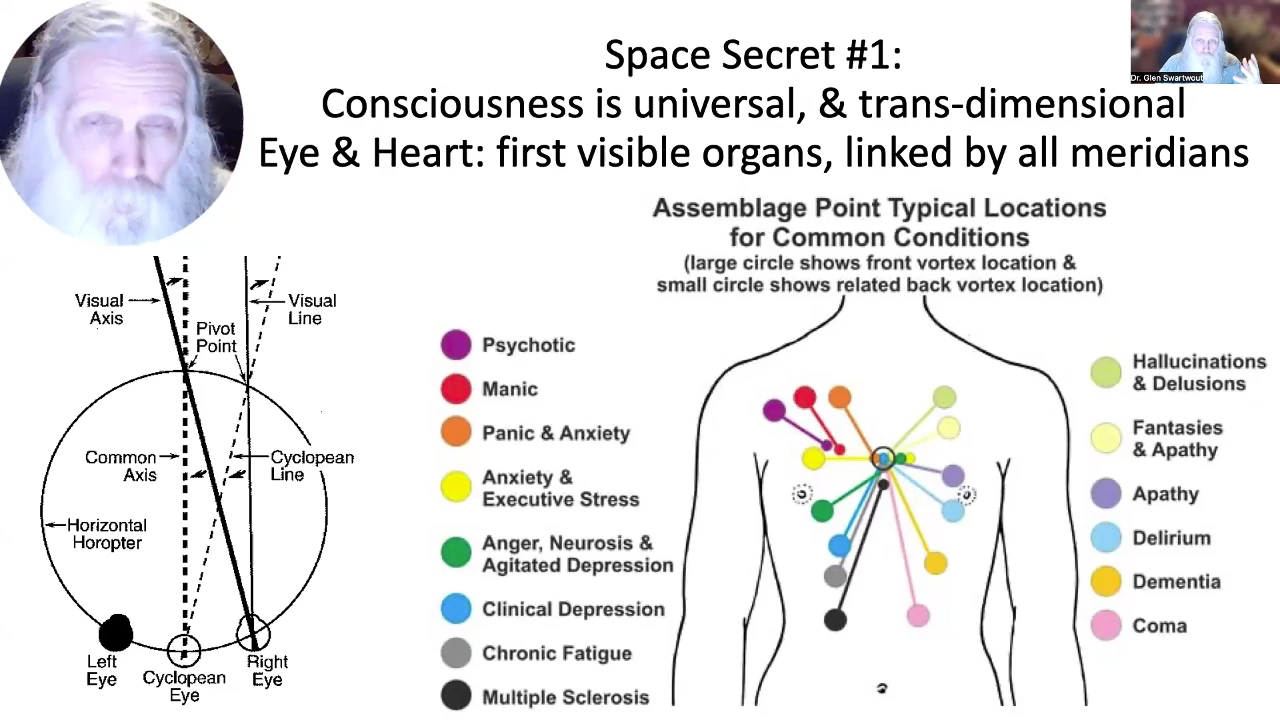 Space Secret #1:
Consciousness is universal, & trans-dimensional
Eye & Heart: first visible organs, linked by all meridians
Dr. Glen Swartwout
Visual
Axis
Visual
Line
Pivot
Point
Common
Axis
Cyclopean
Line
Horizontal
Horopter
Left
Eye
Cyclopean
Eye
Right
Eye
Assemblage Point Typical Locations
for Common Conditions
(large circle shows front vortex location &
small circle shows related back vortex location)
Psychotic
Manic
Panic & Anxiety
Anxiety &
Executive Stress
Anger, Neurosis &
Agitated Depression
Clinical Depression
Chronic Fatigue
Multiple Sclerosis
Hallucinations
& Delusions
Fantasies
& Apathy
Apathy
Delirium
Dementia
Coma